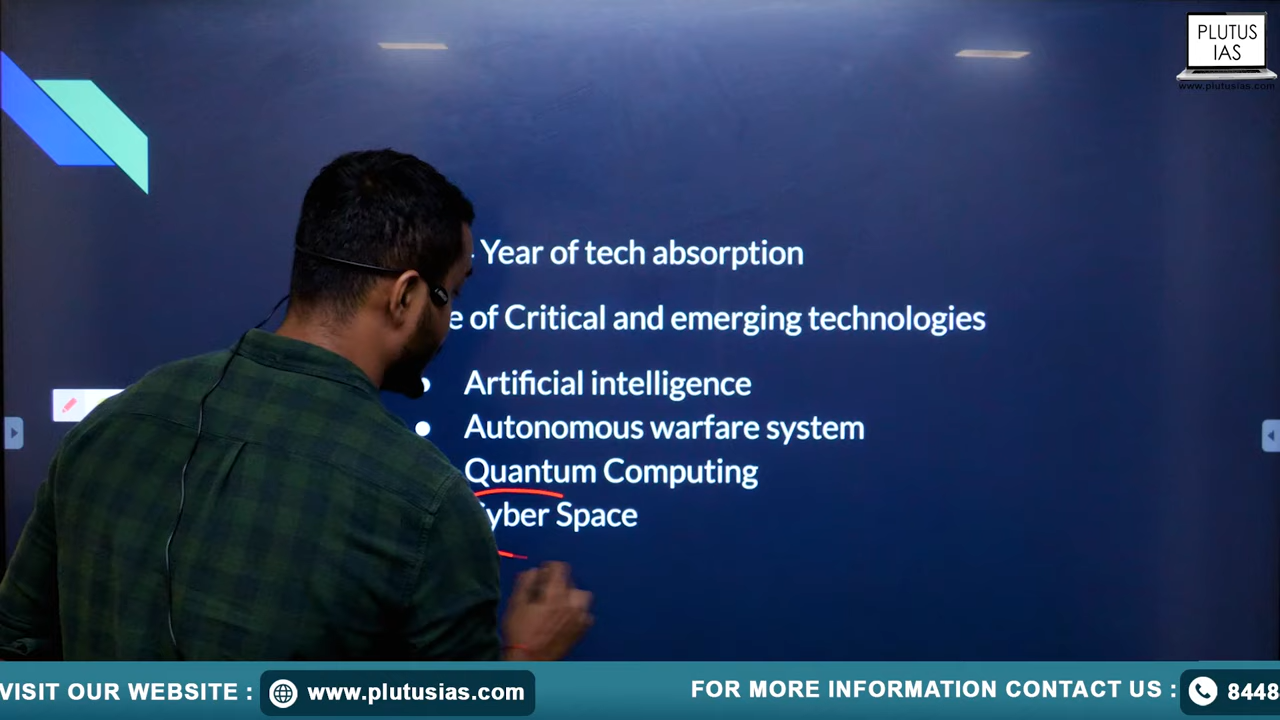 PLUTUS
IAS
www.plutusias.com
- Year of tech absorption
e of Critical and emerging technologies
Artificial intelligence
Autonomous warfare system
Quantum Computing
yber Space
VISIT OUR WEBSITE : www.plutusias.com
FOR MORE INFORMATION CONTACT US : 8448